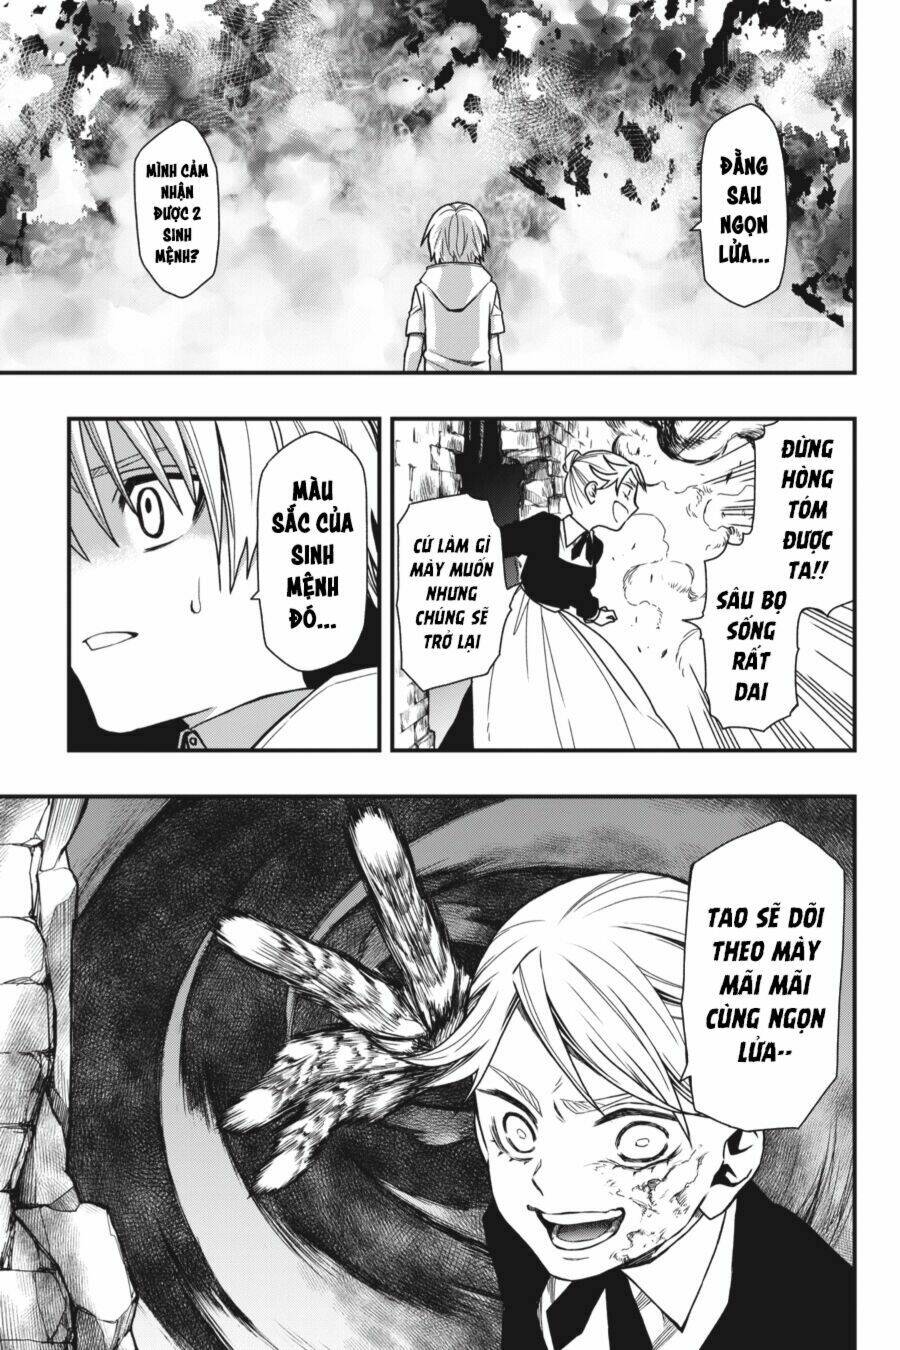 ĐẰNG
SAU
NGỌN
LỬA...
MÌNH CẢM
NHẬN
ĐƯỢC 2
SINH
MỆNH?
ĐỪNG
HÒNG
TÓM
ĐƯỢC
TA!!
SÂU BỌ
SỐNG
RẤT
DAI
CỨ LÀM GÌ
MÀY MUỐN
NHƯNG
CHÚNG SẼ
TRỞ LẠI
MÀU
SẮC CỦA
SINH
MỆNH
ĐÓ...
TAO SẼ DÕI
THEO MÀY
MÃI MÃI
CÙNG NGỌN
LỬA--